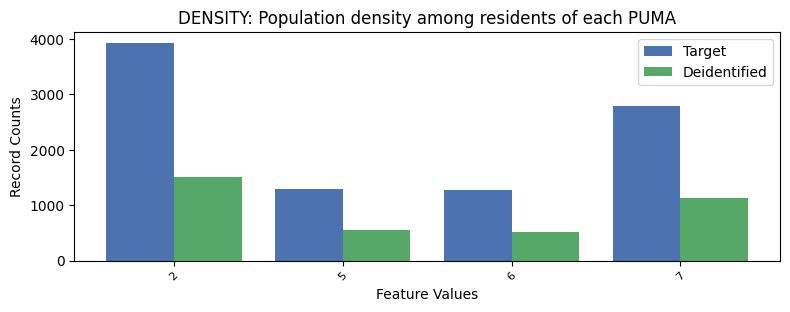 DENSITY: Population density among residents of each PUMA
Target
Deidentified
Record Counts
4000
3000
2000
1000
0
2 5 6 7
Feature Values